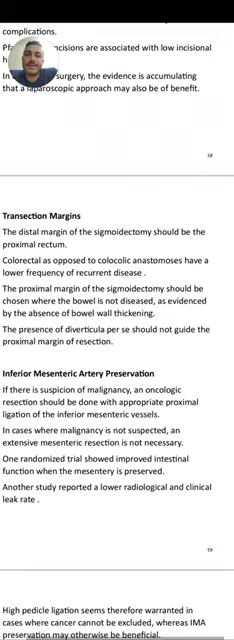 complications.
incisions are associated with low incisional
h
In surgery, the evidence is accumulating
that a laparoscopic approach may also be of benefit.
58
Transection Margins
The distal margin of the sigmoidectomy should be the
proximal rectum.
Colorectal as opposed to colocolic anastomoses have a
lower frequency of recurrent disease .
The proximal margin of the sigmoidectomy should be
chosen where the bowel is not diseased, as evidenced
by the absence of bowel wall thickening.
The presence of diverticula per se should not guide the
proximal margin of resection.
Inferior Mesenteric Artery Preservation
If there is suspicion of malignancy, an oncologic
resection should be done with appropriate proximal
ligation of the inferior mesenteric vessels.
In cases where malignancy is not suspected, an
extensive mesenteric resection is not necessary.
One randomized trial showed improved intestinal
function when the mesentery is preserved.
Another study reported a lower radiological and clinical
leak rate .
59
High pedicle ligation seems therefore warranted in
cases where cancer cannot be excluded, whereas IMA
preservation may otherwise be beneficial.